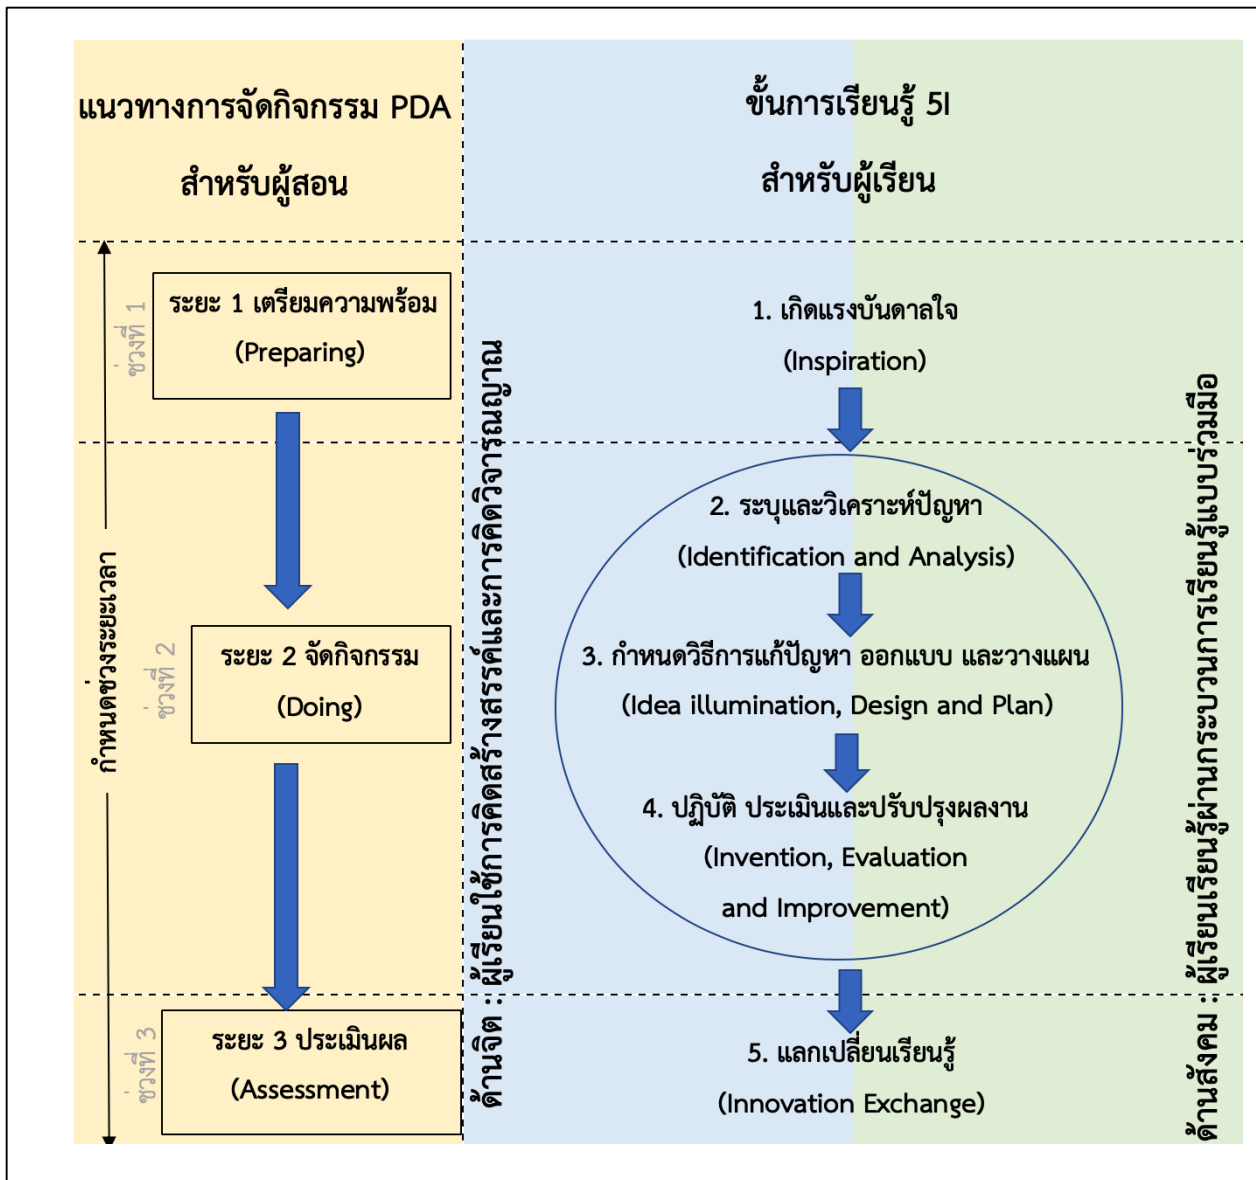 แนวทางการจัดกิจกรรม PDA
สำหรับผู้สอน
ขั้นการเรียนรู้ 5I
สำหรับผู้เรียน
กำหนดช่วงระยะเวลา
ช่วงที่ 1
ระยะ 1 เตรียมความพร้อม
(Preparing)
ช่วงที่ 2
ระยะ 2 จัดกิจกรรม
(Doing)
ช่วงที่ 3
ระยะ 3 ประเมินผล
(Assessment)
ด้านจิต : ผู้เรียนใช้การคิดสร้างสรรค์และการคิดวิจารณญาณ
1. เกิดแรงบันดาลใจ
(Inspiration)
2. ระบุและวิเคราะห์ปัญหา
(Identification and Analysis)
3. กำหนดวิธีการแก้ปัญหา ออกแบบ และวางแผน
(Idea illumination, Design and Plan)
4. ปฏิบัติ ประเมินและปรับปรุงผลงาน
(Invention, Evaluation
and Improvement)
5. แลกเปลี่ยนเรียนรู้
(Innovation Exchange)
ด้านสังคม : ผู้เรียนเรียนรู้ผ่านกระบวนการเรียนรู้แบบร่วมมือ